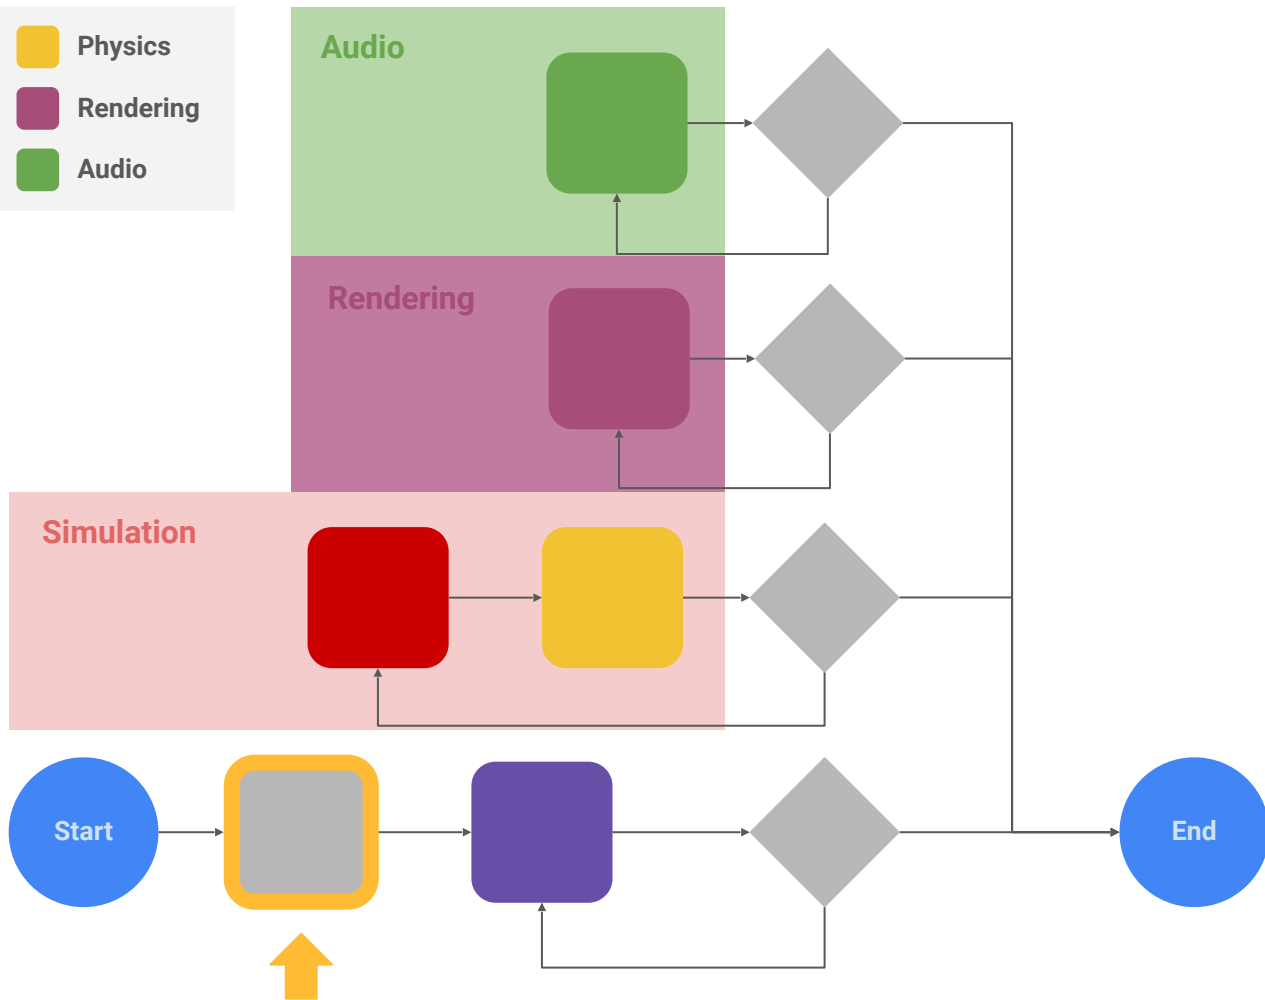 Physics
Rendering
Audio
Audio
Rendering
Simulation
Start
End